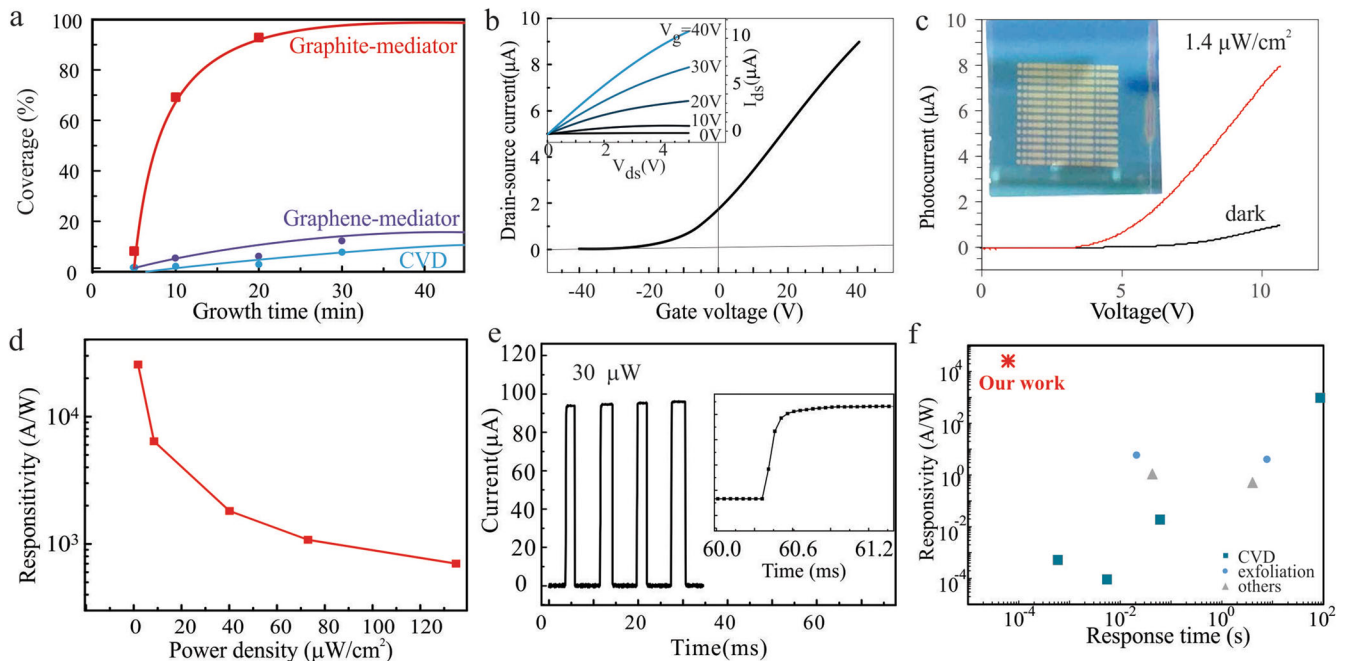 a
100
80
60
40
20
0
Coverage (%)
Graphite-mediator
Graphene-mediator
CVD
0
10
20
30
40
Growth time (min)
b
10
8
6
4
2
0
Drain-source current(μA)
Vg=40V
30V
20V
10V
0V
10
5
0
Ids(μA)
0
2
4
Vds(V)
-40
-20
0
20
40
Gate voltage (V)
c
10
8
6
4
2
0
Photocurrent (μA)
1.4 μW/cm²
dark
0
5
10
Voltage(V)
d
10⁴
10³
Responsitivity (A/W)
0
20
40
60
80
100
120
Power density (μW/cm²)
e
120
100
80
60
40
20
0
Current(μA)
30 μW
60.0
60.6
61.2
Time (ms)
0
10
20
30
40
50
60
Time(ms)
f
10⁴
10²
10⁰
10⁻²
10⁻⁴
Responsivity (A/W)
Our work
CVD
exfoliation
others
10⁻⁴
10⁻²
10⁰
10²
Response time (s)